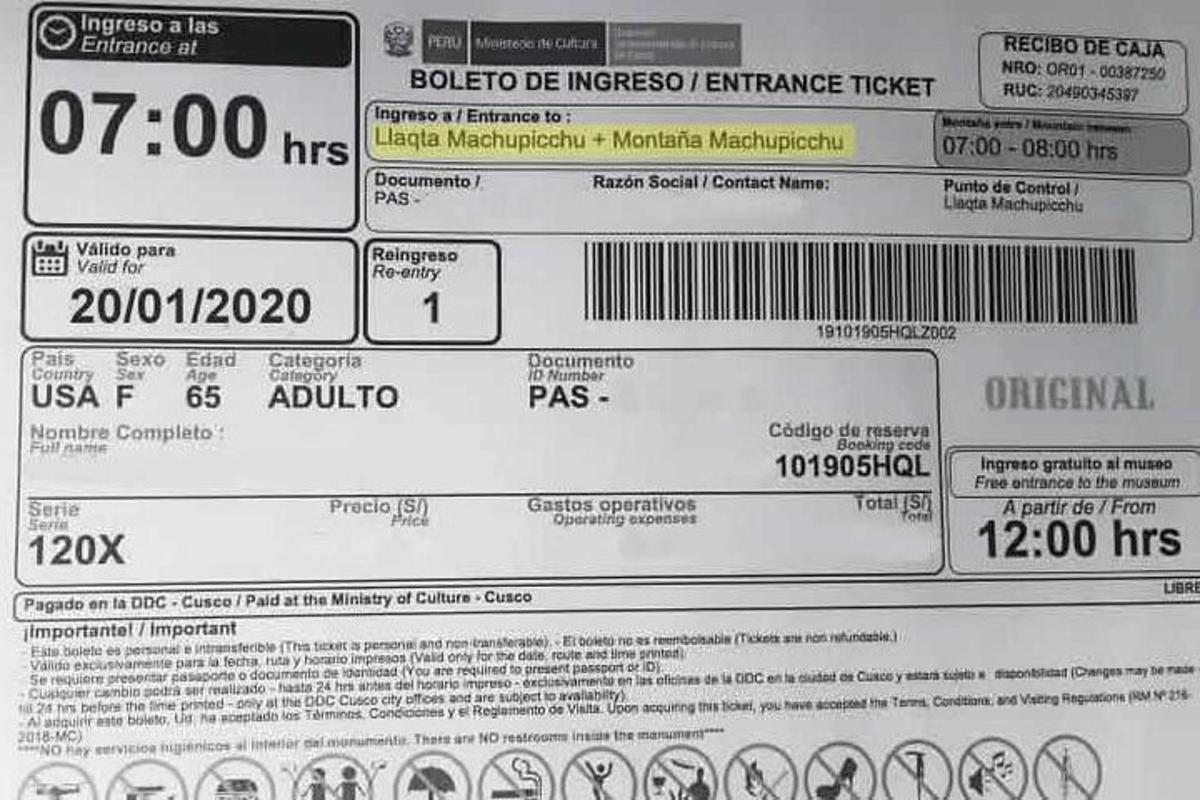 Ingreso a las
Entrance at
07:00 hrs
PERÚ Ministerio de Cultura
BOLETO DE INGRESO / ENTRANCE TICKET
RECIBO DE CAJA
NRO: OR01 - 00387250
RUC: 20490345397
Ingreso a / Entrance to :
Llaqta Machupicchu + Montaña Machupicchu
Montaña entre / Mountain between:
07:00 - 08:00 hrs
Documento /
PAS -
Razón Social / Contact Name:
Punto de Control /
Llaqta Machupicchu
Válido para
Valid for
20/01/2020
Reingreso
Re-entry
1
19101905HQLZ002
País Sexo Edad Categoría Documento
Country Sex Age Category ID Number
USA F 65 ADULTO PAS -
ORIGINAL
Nombre Completo :
Full name
Código de reserva
Booking code
101905HQL
Ingreso gratuito al museo
Free entrance to the museum
A partir de / From
12:00 hrs
Serie Precio (S/) Gastos operativos Total (S/)
Serie Price Operating expenses Total
120X
LIBRE
Pagado en la DDC - Cusco / Paid at the Ministry of Culture - Cusco
¡Importante! / Important
- Este boleto es personal e intransferible (This ticket is personal and non-transferable). - El boleto no es reembolsable (Tickets are non refundable.)
- Válido exclusivamente para la fecha, ruta y horario impresos (Valid only for the date, route and time printed).
- Se requiere presentar pasaporte o documento de identidad (You are required to present passport or ID).
- Cualquier cambio podrá ser realizado - hasta 24 hrs antes del horario impreso - exclusivamente en las oficinas de la DDC en la ciudad de Cusco y estará sujeto a disponibilidad (Changes may be made
till 24 hrs before the time printed - only at the DDC Cusco city offices and are subject to availability).
- Al adquirir este boleto, Ud. ha aceptado los Términos, Condiciones y el Reglamento de Visita. Upon acquiring this ticket, you have accepted the Terms, Conditions, and Visiting Regulations (RM Nº 216-
2018-MC)
****NO hay servicios higiénicos al interior del monumento. There are NO restrooms inside the monument****